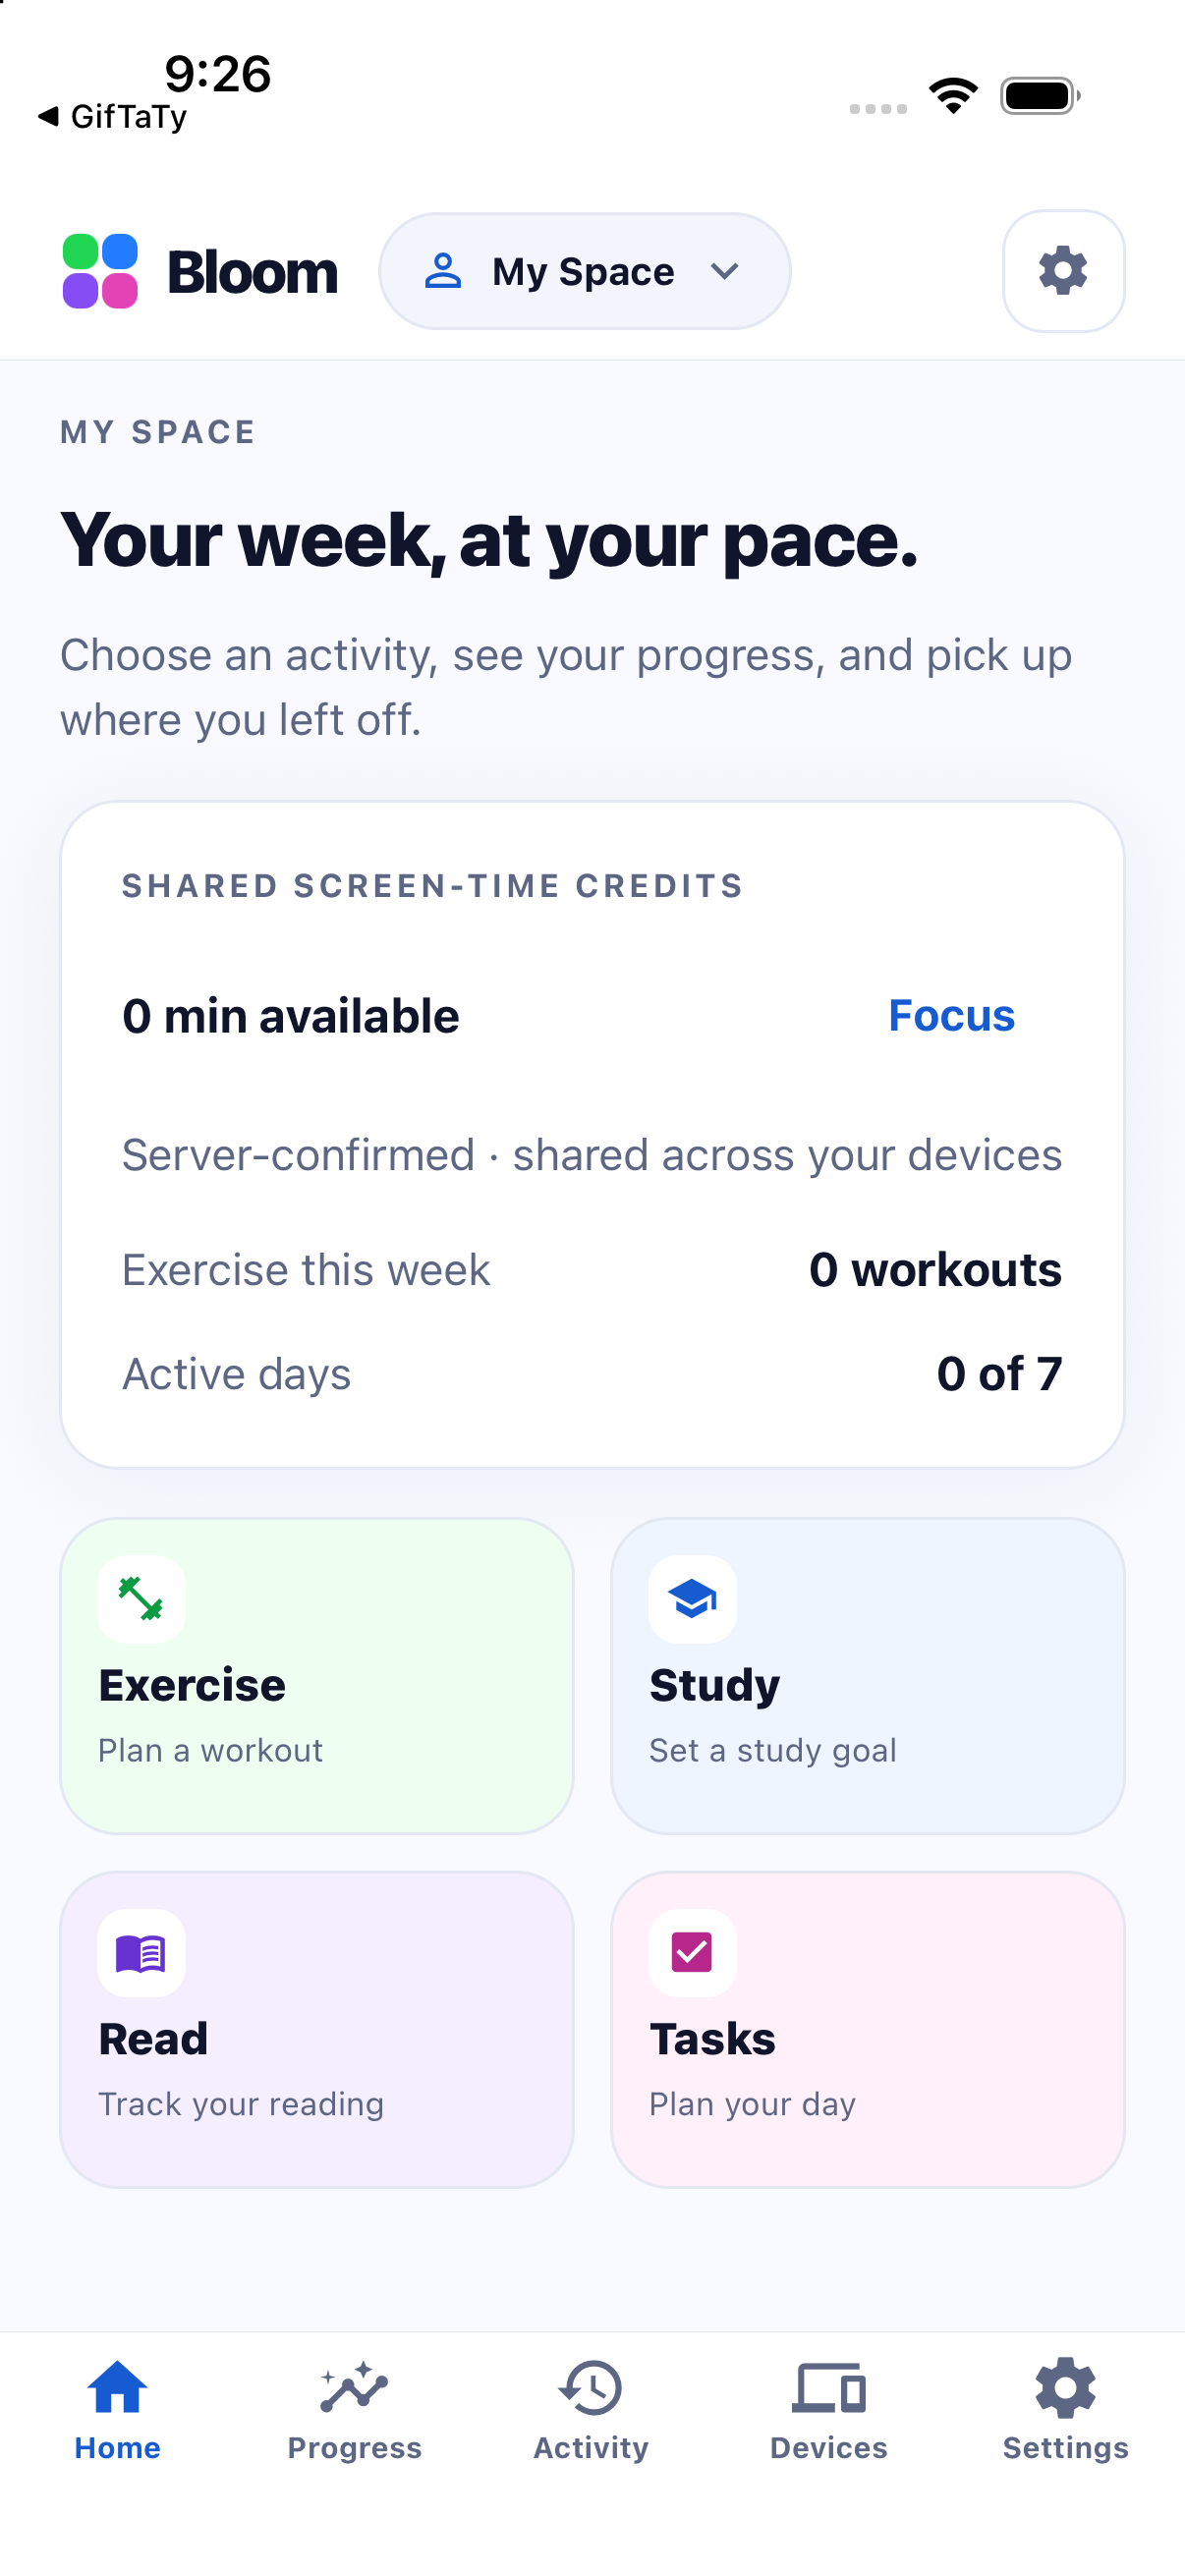 9:26
◀ GifTaTy
Bloom
My Space
MY SPACE
Your week, at your pace.
Choose an activity, see your progress, and pick up
where you left off.
SHARED SCREEN-TIME CREDITS
0 min available
Focus
Server-confirmed · shared across your devices
Exercise this week
0 workouts
Active days
0 of 7
Exercise
Plan a workout
Study
Set a study goal
Read
Track your reading
Tasks
Plan your day
Home
Progress
Activity
Devices
Settings